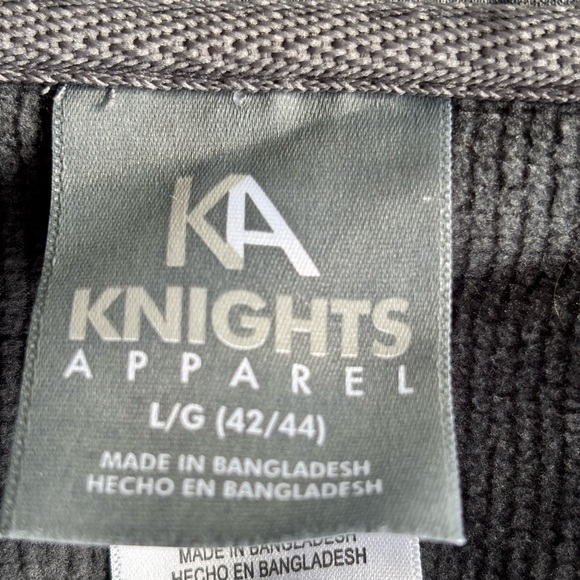 KA
KNIGHTS
APPAREL
L/G (42/44)
MADE IN BANGLADESH
HECHO EN BANGLADESH
MADE IN BANGLADESH
HECHO EN BANGLADESH